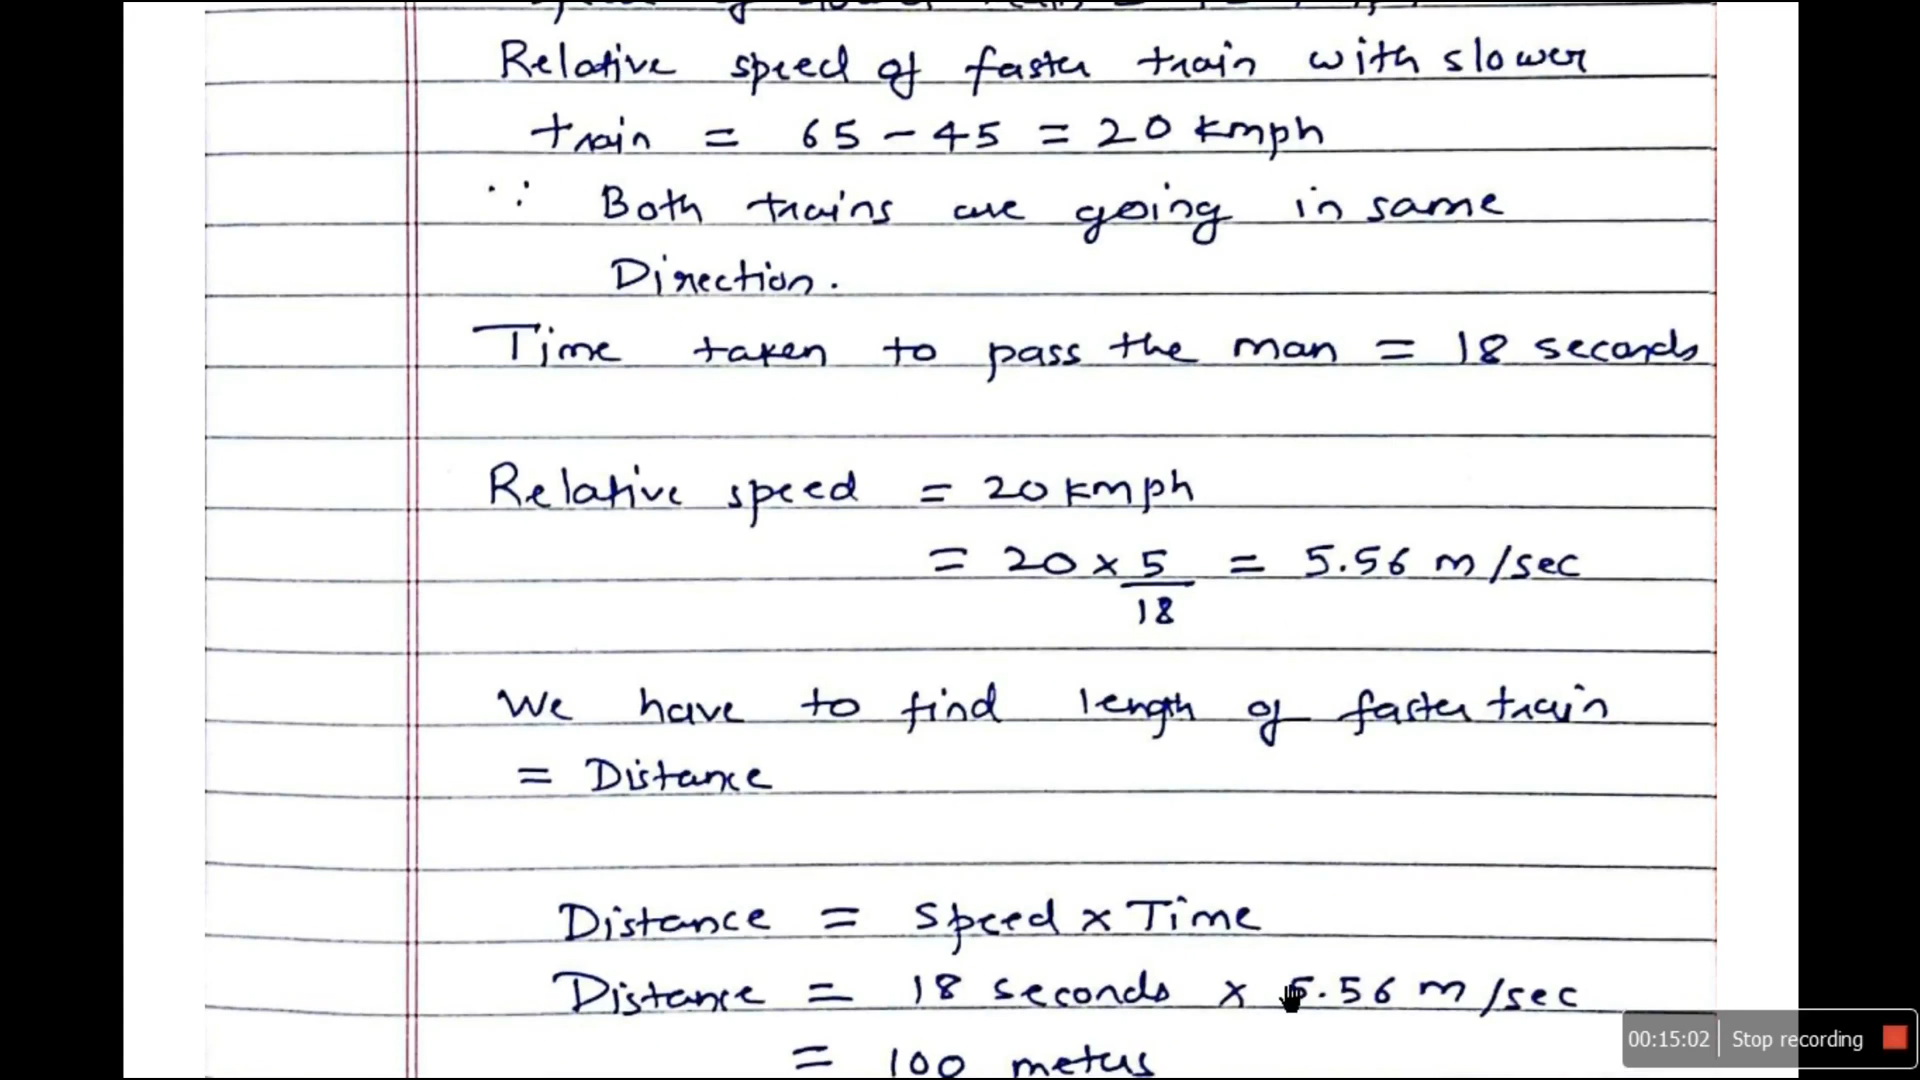 Relative speed of faster train with slower
train = 65 - 45 = 20 kmph
∵ Both trains are going in same
Direction.
Time taken to pass the man = 18 seconds
Relative speed = 20 kmph
= 20 × 5/18 = 5.56 m/sec
We have to find length of faster train
= Distance
Distance = Speed × Time
Distance = 18 seconds × 5.56 m/sec
= 100 meters
00:15:02 Stop recording